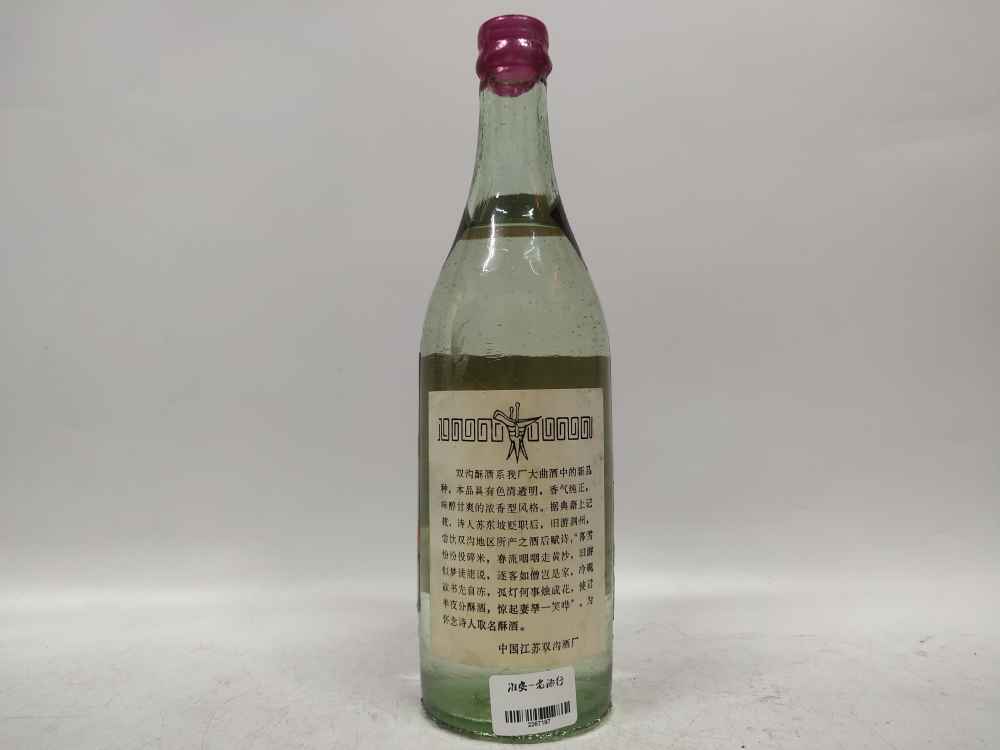 双沟酥酒系我厂大曲酒中的新品
种，本品具有色清透明，香气纯正，
味醇甘爽的浓香型风格。据典籍上记
载，诗人苏东坡贬职后，旧游泗州，
尝饮双沟地区所产之酒后赋诗，“暮雪
纷纷投碎米，春流咽咽走黄沙，旧游
似梦徒能说，逐客如僧岂是家，冷砚
欲书先自冻，孤灯何事烛成花，使君
半夜分酥酒，惊起妻孥一笑哗”。为
怀念诗人取名酥酒。
中国江苏双沟酒厂
淮安一老酒行
2267197